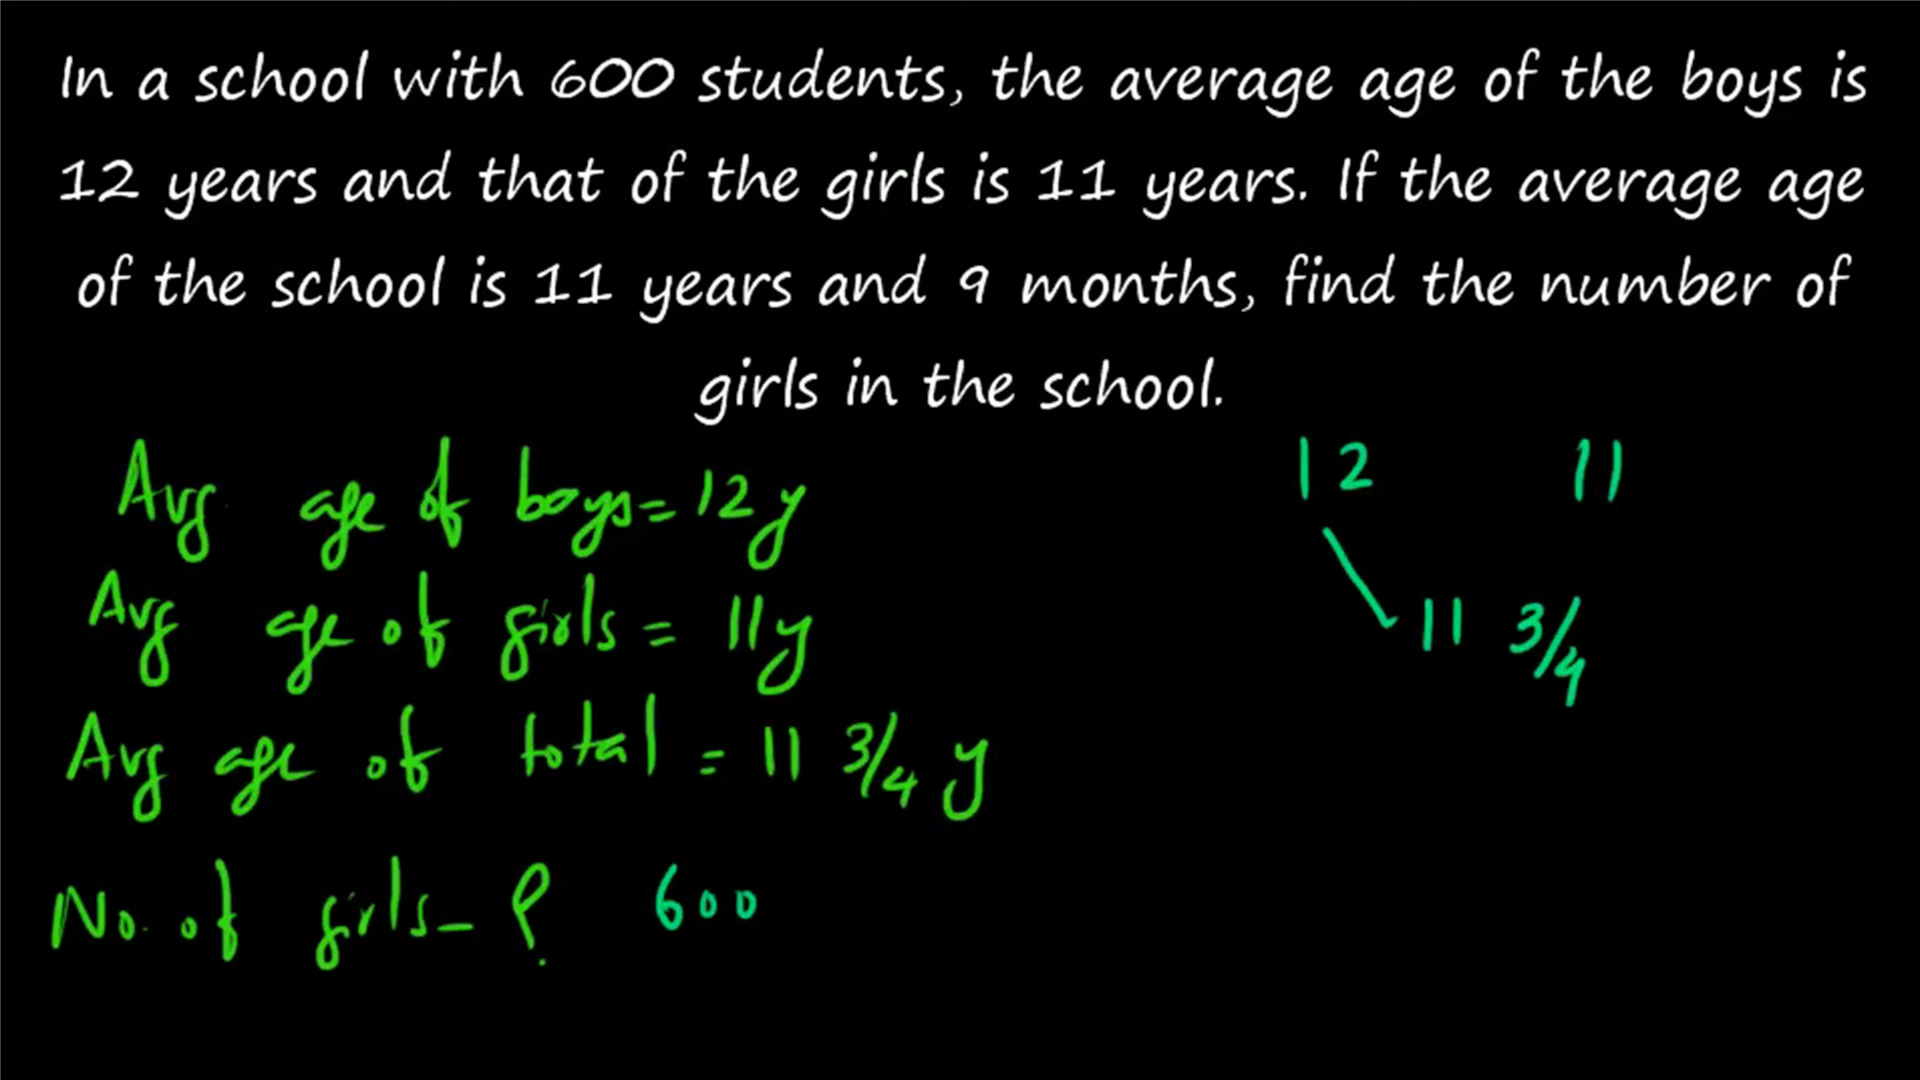 In a school with 600 students, the average age of the boys is
12 years and that of the girls is 11 years. If the average age
of the school is 11 years and 9 months, find the number of
girls in the school.
Avg age of boys = 12y
Avg age of girls = 11y
Avg age of total = 11 3/4 y
No. of girls - ? 600
12 11
11 3/4